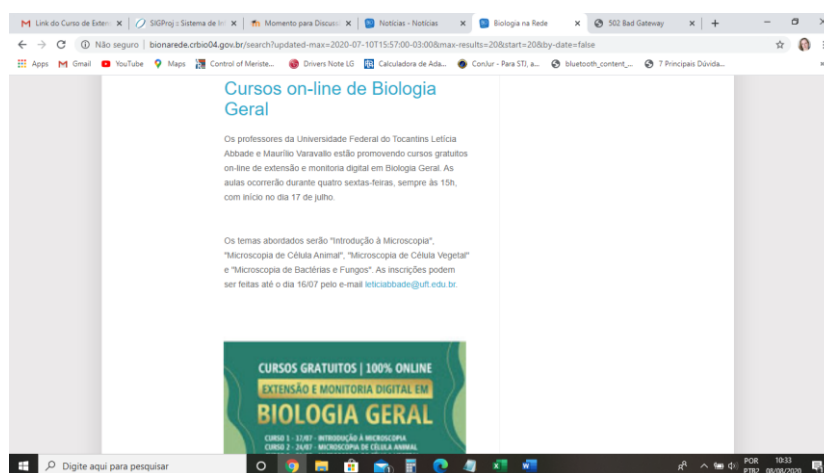 Link do Curso de Exten
SIGProj :: Sistema de In
Momento para Discuss
Notícias - Notícias
Biologia na Rede
502 Bad Gateway
Não seguro | bionarede.crbio04.gov.br/search?updated-max=2020-07-10T15:57:00-03:00&max-results=20&start=20&by-date=false
Apps
Gmail
YouTube
Maps
Control of Meriste...
Drivers Note LG
Calculadora de Ada...
ConJur - Para STJ, a...
bluetooth_content_...
7 Principais Dúvida...
Cursos on-line de Biologia
Geral
Os professores da Universidade Federal do Tocantins Letícia
Abbade e Maurílio Varavallo estão promovendo cursos gratuitos
on-line de extensão e monitoria digital em Biologia Geral. As
aulas ocorrerão durante quatro sextas-feiras, sempre às 15h,
com início no dia 17 de julho.
Os temas abordados serão "Introdução à Microscopia",
"Microscopia de Célula Animal", "Microscopia de Célula Vegetal"
e "Microscopia de Bactérias e Fungos". As inscrições podem
ser feitas até o dia 16/07 pelo e-mail leticiabbade@uft.edu.br.
CURSOS GRATUITOS | 100% ONLINE
EXTENSÃO E MONITORIA DIGITAL EM
BIOLOGIA GERAL
CURSO 1 - 17/07 - INTRODUÇÃO À MICROSCOPIA
CURSO 2 - 24/07 - MICROSCOPIA DE CÉLULA ANIMAL
Digite aqui para pesquisar
POR
PTB2
10:33
08/08/2020